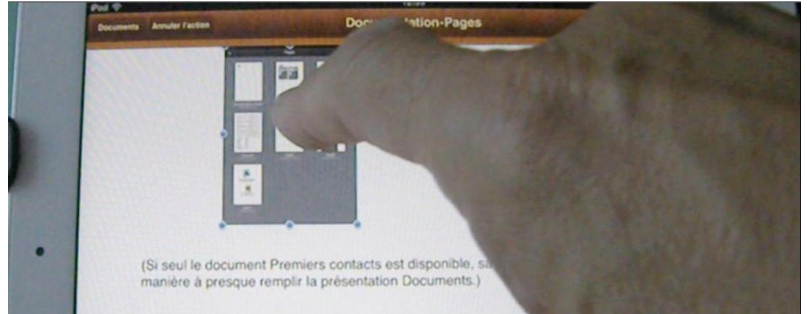 iPod
Documents Annuler l'action Doc tation-Pages
(Si seul le document Premiers contacts est disponible, sa
manière à presque remplir la présentation Documents.)